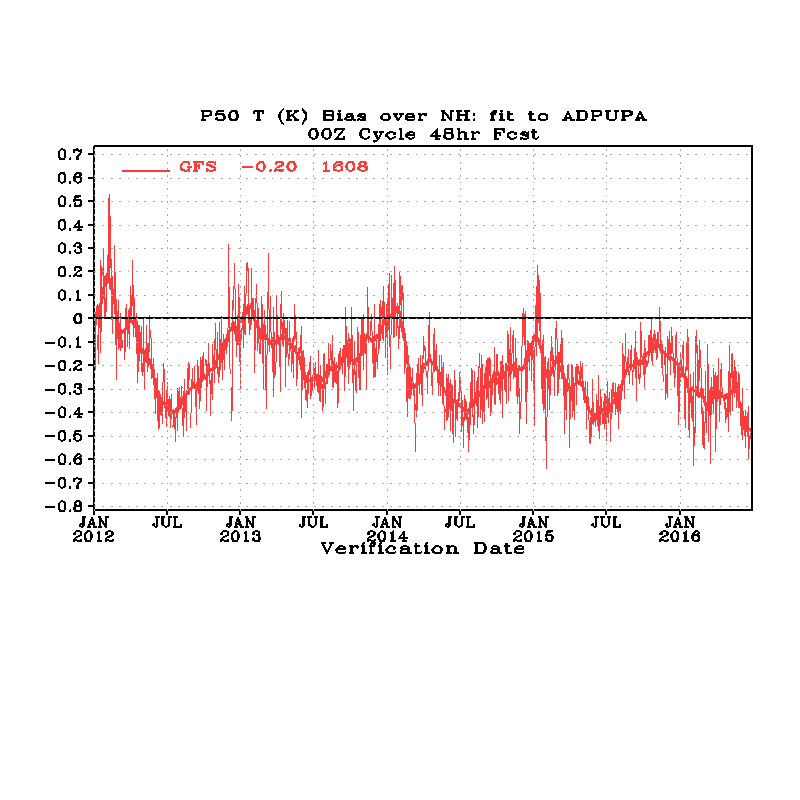 P50 T (K) Bias over NH: fit to ADPUPA
00Z Cycle 48hr Fcst
GFS -0.20 1608
0.7
0.6
0.5
0.4
0.3
0.2
0.1
0
-0.1
-0.2
-0.3
-0.4
-0.5
-0.6
-0.7
-0.8
JAN JUL JAN JUL JAN JUL JAN JUL JAN
2012 2013 2014 2015 2016
Verification Date